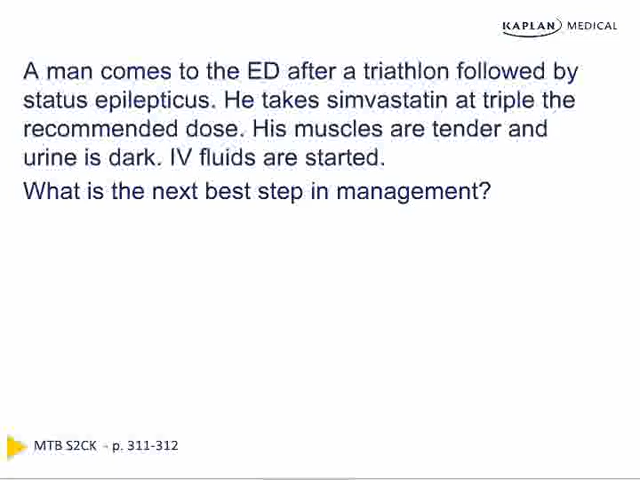 KAPLAN MEDICAL
A man comes to the ED after a triathlon followed by
status epilepticus. He takes simvastatin at triple the
recommended dose. His muscles are tender and
urine is dark. IV fluids are started.
What is the next best step in management?
MTB S2CK - p. 311-312